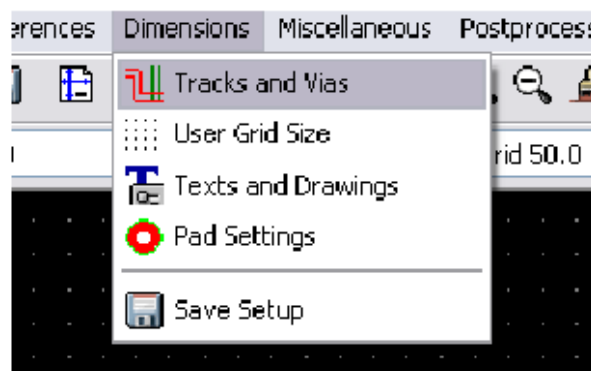 erences Dimensions Miscellaneous Postprocess
Tracks and Vias
User Grid Size
rid 50.0
Texts and Drawings
Pad Settings
Save Setup